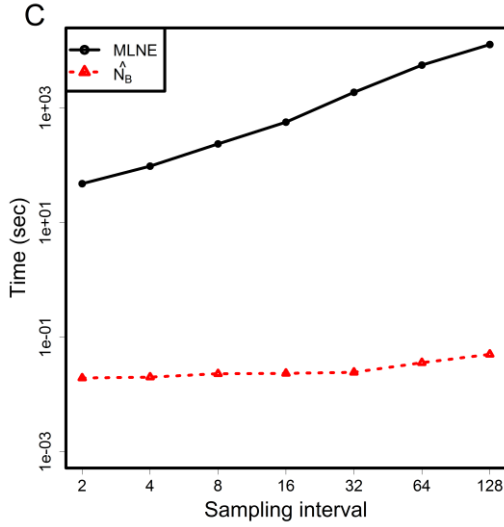 C
MLNE
N̂B
Time (sec)
1e+03
1e+01
1e-01
1e-03
2 4 8 16 32 64 128
Sampling interval